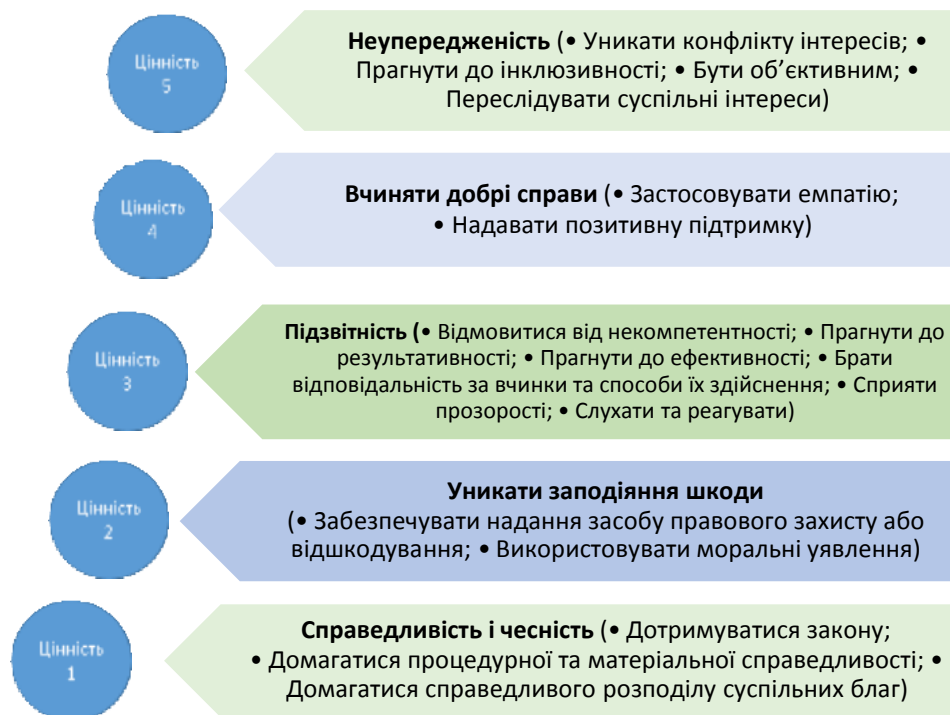 Цінність
5
Неупередженість (• Уникати конфлікту інтересів; •
Прагнути до інклюзивності; • Бути об’єктивним; •
Переслідувати суспільні інтереси)
Цінність
4
Вчиняти добрі справи (• Застосовувати емпатію;
• Надавати позитивну підтримку)
Цінність
3
Підзвітність (• Відмовитися від некомпетентності; • Прагнути до
результативності; • Прагнути до ефективності; • Брати
відповідальність за вчинки та способи їх здійснення; • Сприяти
прозорості; • Слухати та реагувати)
Цінність
2
Уникати заподіяння шкоди
(• Забезпечувати надання засобу правового захисту або
відшкодування; • Використовувати моральні уявлення)
Цінність
1
Справедливість і чесність (• Дотримуватися закону;
• Домагатися процедурної та матеріальної справедливості; •
Домагатися справедливого розподілу суспільних благ)